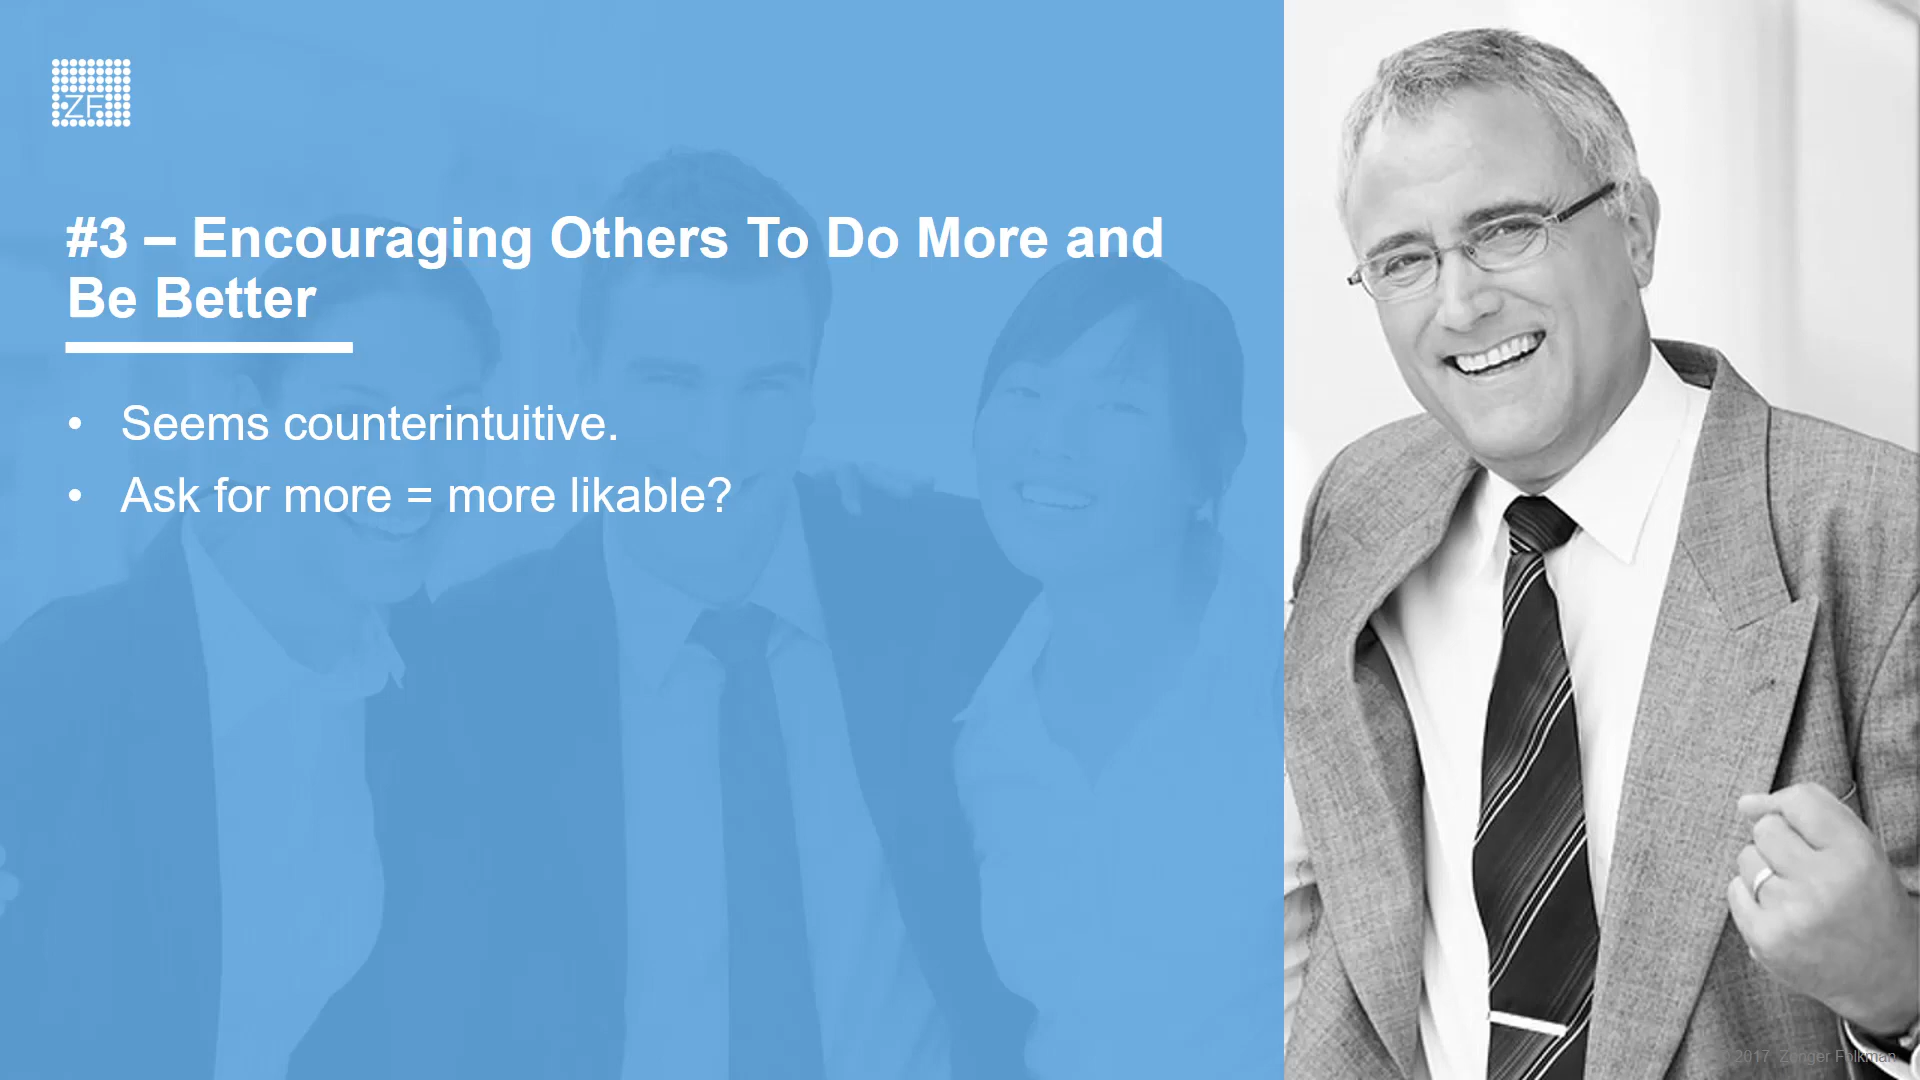 ZF
#3 – Encouraging Others To Do More and
Be Better
• Seems counterintuitive.
• Ask for more = more likable?
2017 Zenger Folkman